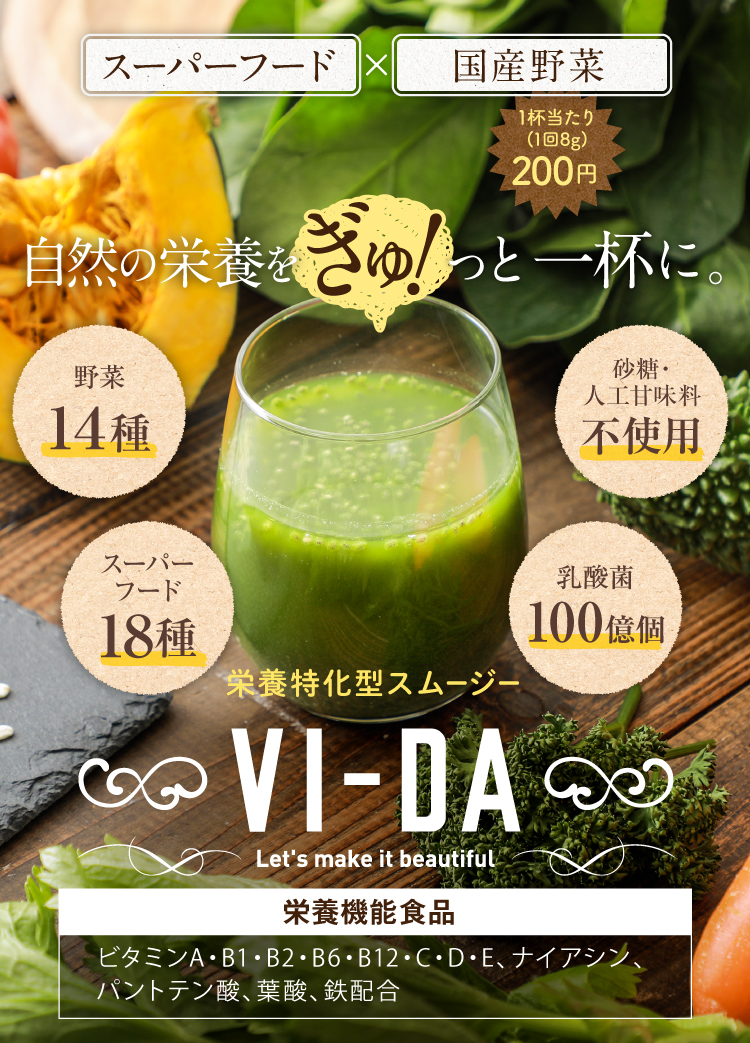 スーパーフード × 国産野菜
1杯当たり
(1回8g)
200円
自然の栄養をぎゅ!っと一杯に。
野菜
14種
砂糖・
人工甘味料
不使用
スーパー
フード
18種
乳酸菌
100億個
栄養特化型スムージー
VI-DA
Let's make it beautiful
栄養機能食品
ビタミンA・B1・B2・B6・B12・C・D・E、ナイアシン、
パントテン酸、葉酸、鉄配合